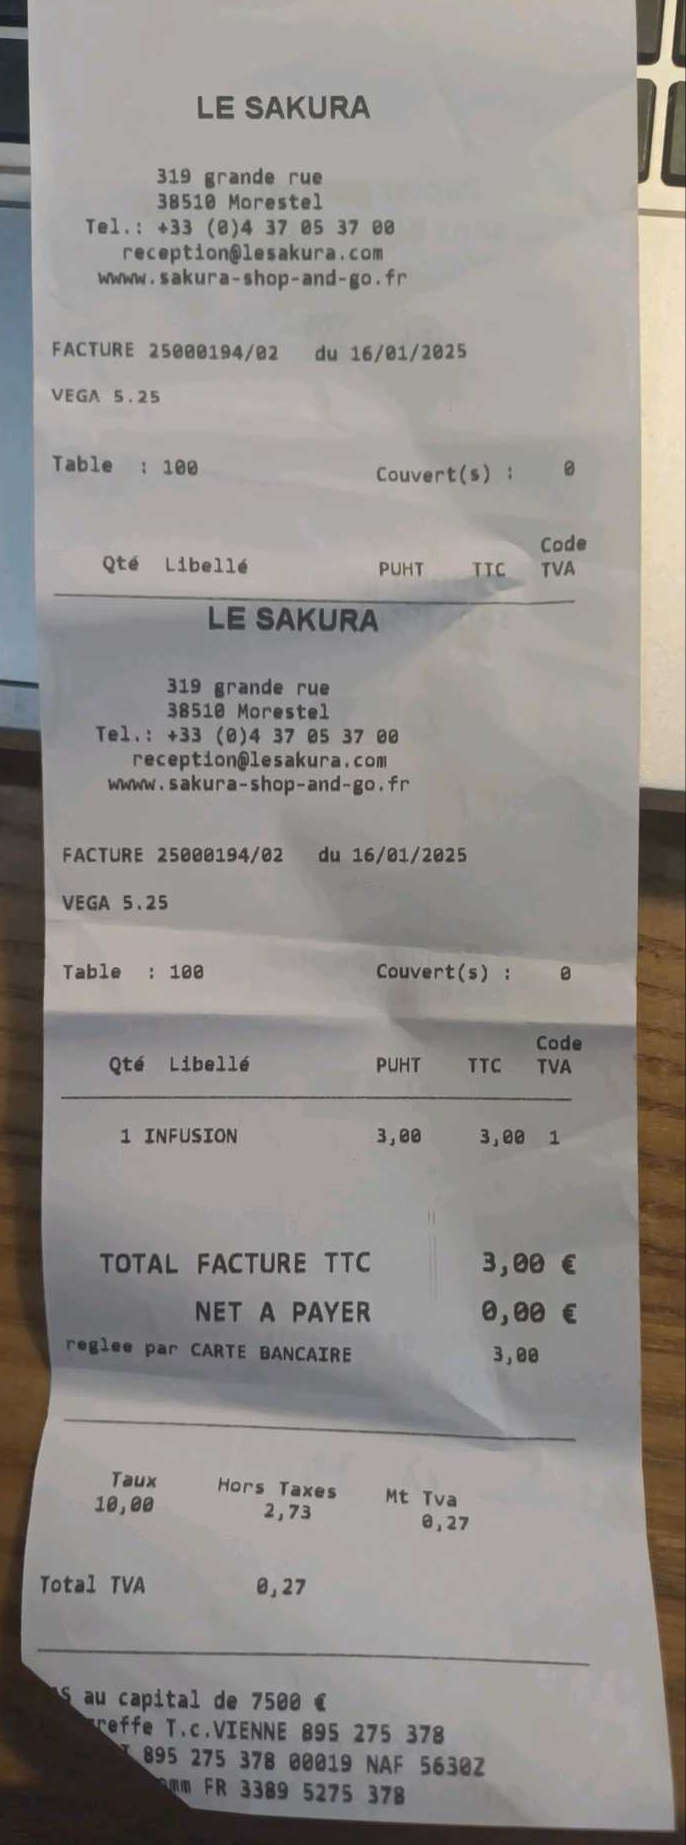 LE SAKURA
319 grande rue
38510 Morestel
Tel.: +33 (0)4 37 05 37 00
reception@lesakura.com
www.sakura-shop-and-go.fr
FACTURE 25000194/02 du 16/01/2025
VEGA 5.25
Table : 100 Couvert(s) : 0
Qté Libellé PUHT TTC Code TVA
LE SAKURA
319 grande rue
38510 Morestel
Tel.: +33 (0)4 37 05 37 00
reception@lesakura.com
www.sakura-shop-and-go.fr
FACTURE 25000194/02 du 16/01/2025
VEGA 5.25
Table : 100 Couvert(s) : 0
Qté Libellé PUHT TTC Code TVA
1 INFUSION 3,00 3,00 1
TOTAL FACTURE TTC 3,00 €
NET A PAYER 0,00 €
reglee par CARTE BANCAIRE 3,00
Taux Hors Taxes Mt Tva
10,00 2,73 0,27
Total TVA 0,27
au capital de 7500 €
reffe T.c.VIENNE 895 275 378
895 275 378 00019 NAF 5630Z
FR 3389 5275 378